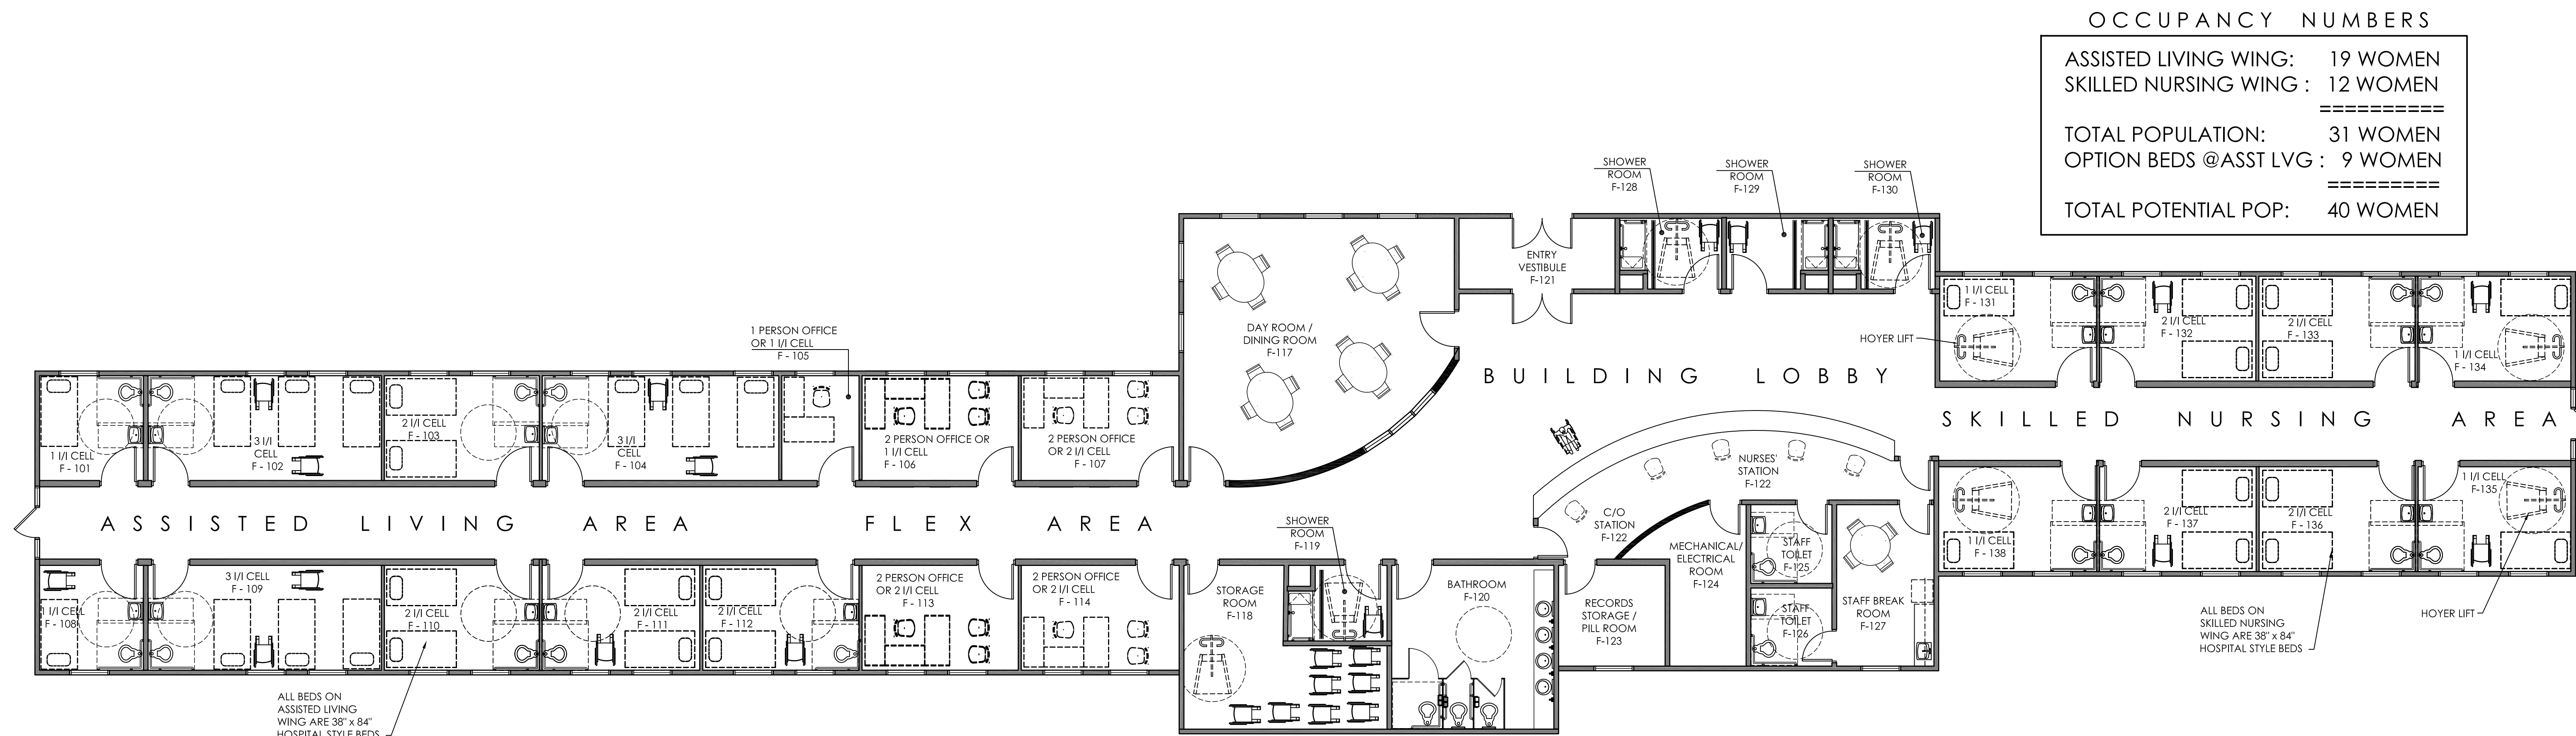 OCCUPANCY NUMBERS
ASSISTED LIVING WING: 19 WOMEN
SKILLED NURSING WING : 12 WOMEN
==========
TOTAL POPULATION: 31 WOMEN
OPTION BEDS @ASST LVG : 9 WOMEN
=========
TOTAL POTENTIAL POP: 40 WOMEN
SHOWER
ROOM
F-128
SHOWER
ROOM
F-129
SHOWER
ROOM
F-130
ENTRY
VESTIBULE
F-121
DAY ROOM /
DINING ROOM
F-117
BUILDING LOBBY
1 PERSON OFFICE
OR 1 I/I CELL
F - 105
1 I/I CELL
F - 101
3 I/I
CELL
F - 102
2 I/I CELL
F - 103
3 I/I
CELL
F - 104
2 PERSON OFFICE OR
1 I/I CELL
F - 106
2 PERSON OFFICE
OR 2 I/I CELL
F - 107
HOYER LIFT
1 I/I CELL
F - 131
2 I/I CELL
F - 132
2 I/I CELL
F - 133
1 I/I CELL
F - 134
SKILLED NURSING AREA
ASSISTED LIVING AREA
FLEX AREA
NURSES'
STATION
F-122
C/O
STATION
F-122
SHOWER
ROOM
F-119
MECHANICAL/
ELECTRICAL
ROOM
F-124
STAFF
TOILET
F-125
STAFF
TOILET
F-126
STAFF BREAK
ROOM
F-127
1 I/I CELL
F - 138
2 I/I CELL
F - 137
2 I/I CELL
F - 136
1 I/I CELL
F-135
1 I/I CELL
F - 108
3 I/I CELL
F - 109
2 I/I CELL
F - 110
2 I/I CELL
F - 111
2 I/I CELL
F - 112
2 PERSON OFFICE
OR 2 I/I CELL
F - 113
2 PERSON OFFICE
OR 2 I/I CELL
F - 114
STORAGE
ROOM
F-118
BATHROOM
F-120
RECORDS
STORAGE /
PILL ROOM
F-123
ALL BEDS ON
SKILLED NURSING
WING ARE 38" x 84"
HOSPITAL STYLE BEDS
HOYER LIFT
ALL BEDS ON
ASSISTED LIVING
WING ARE 38" x 84"
HOSPITAL STYLE BEDS